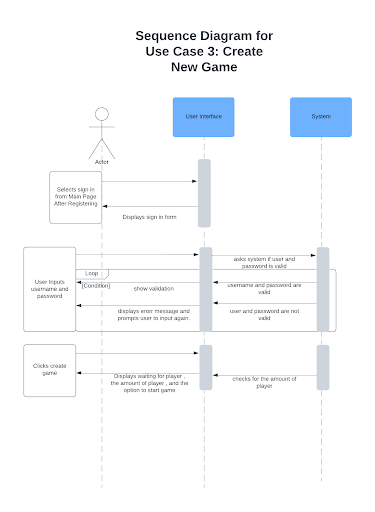 Sequence Diagram for
Use Case 3: Create
New Game
User Interface
System
Actor
Selects sign in
from Main Page
After Registering
Displays sign in form
User Inputs
username and
password
asks system if user and
password is valid
Loop
[Condition]
show validation
username and password are
valid
displays error message and
prompts user to input again.
user and password are not
valid
Clicks create
game
Displays waiting for player ,
the amount of player , and the
option to start game
checks for the amount of
player